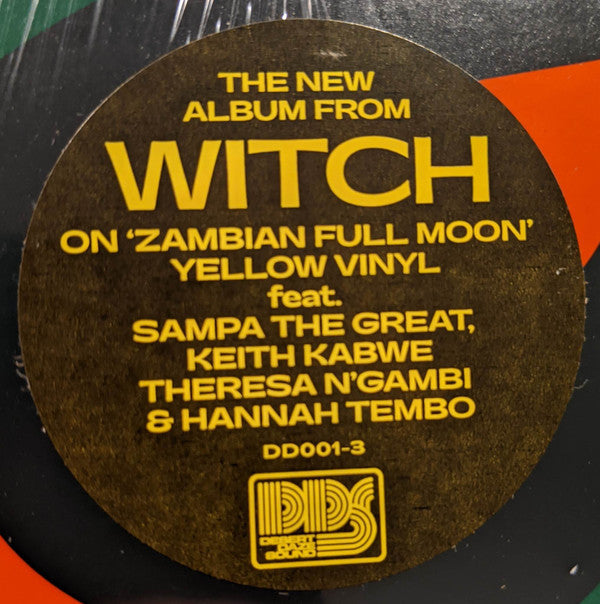 THE NEW
ALBUM FROM
WITCH
ON ‘ZAMBIAN FULL MOON’
YELLOW VINYL
feat.
SAMPA THE GREAT,
KEITH KABWE
THERESA N’GAMBI
& HANNAH TEMBO
DD001-3
DDS
DESERT
DAZE
SOUND